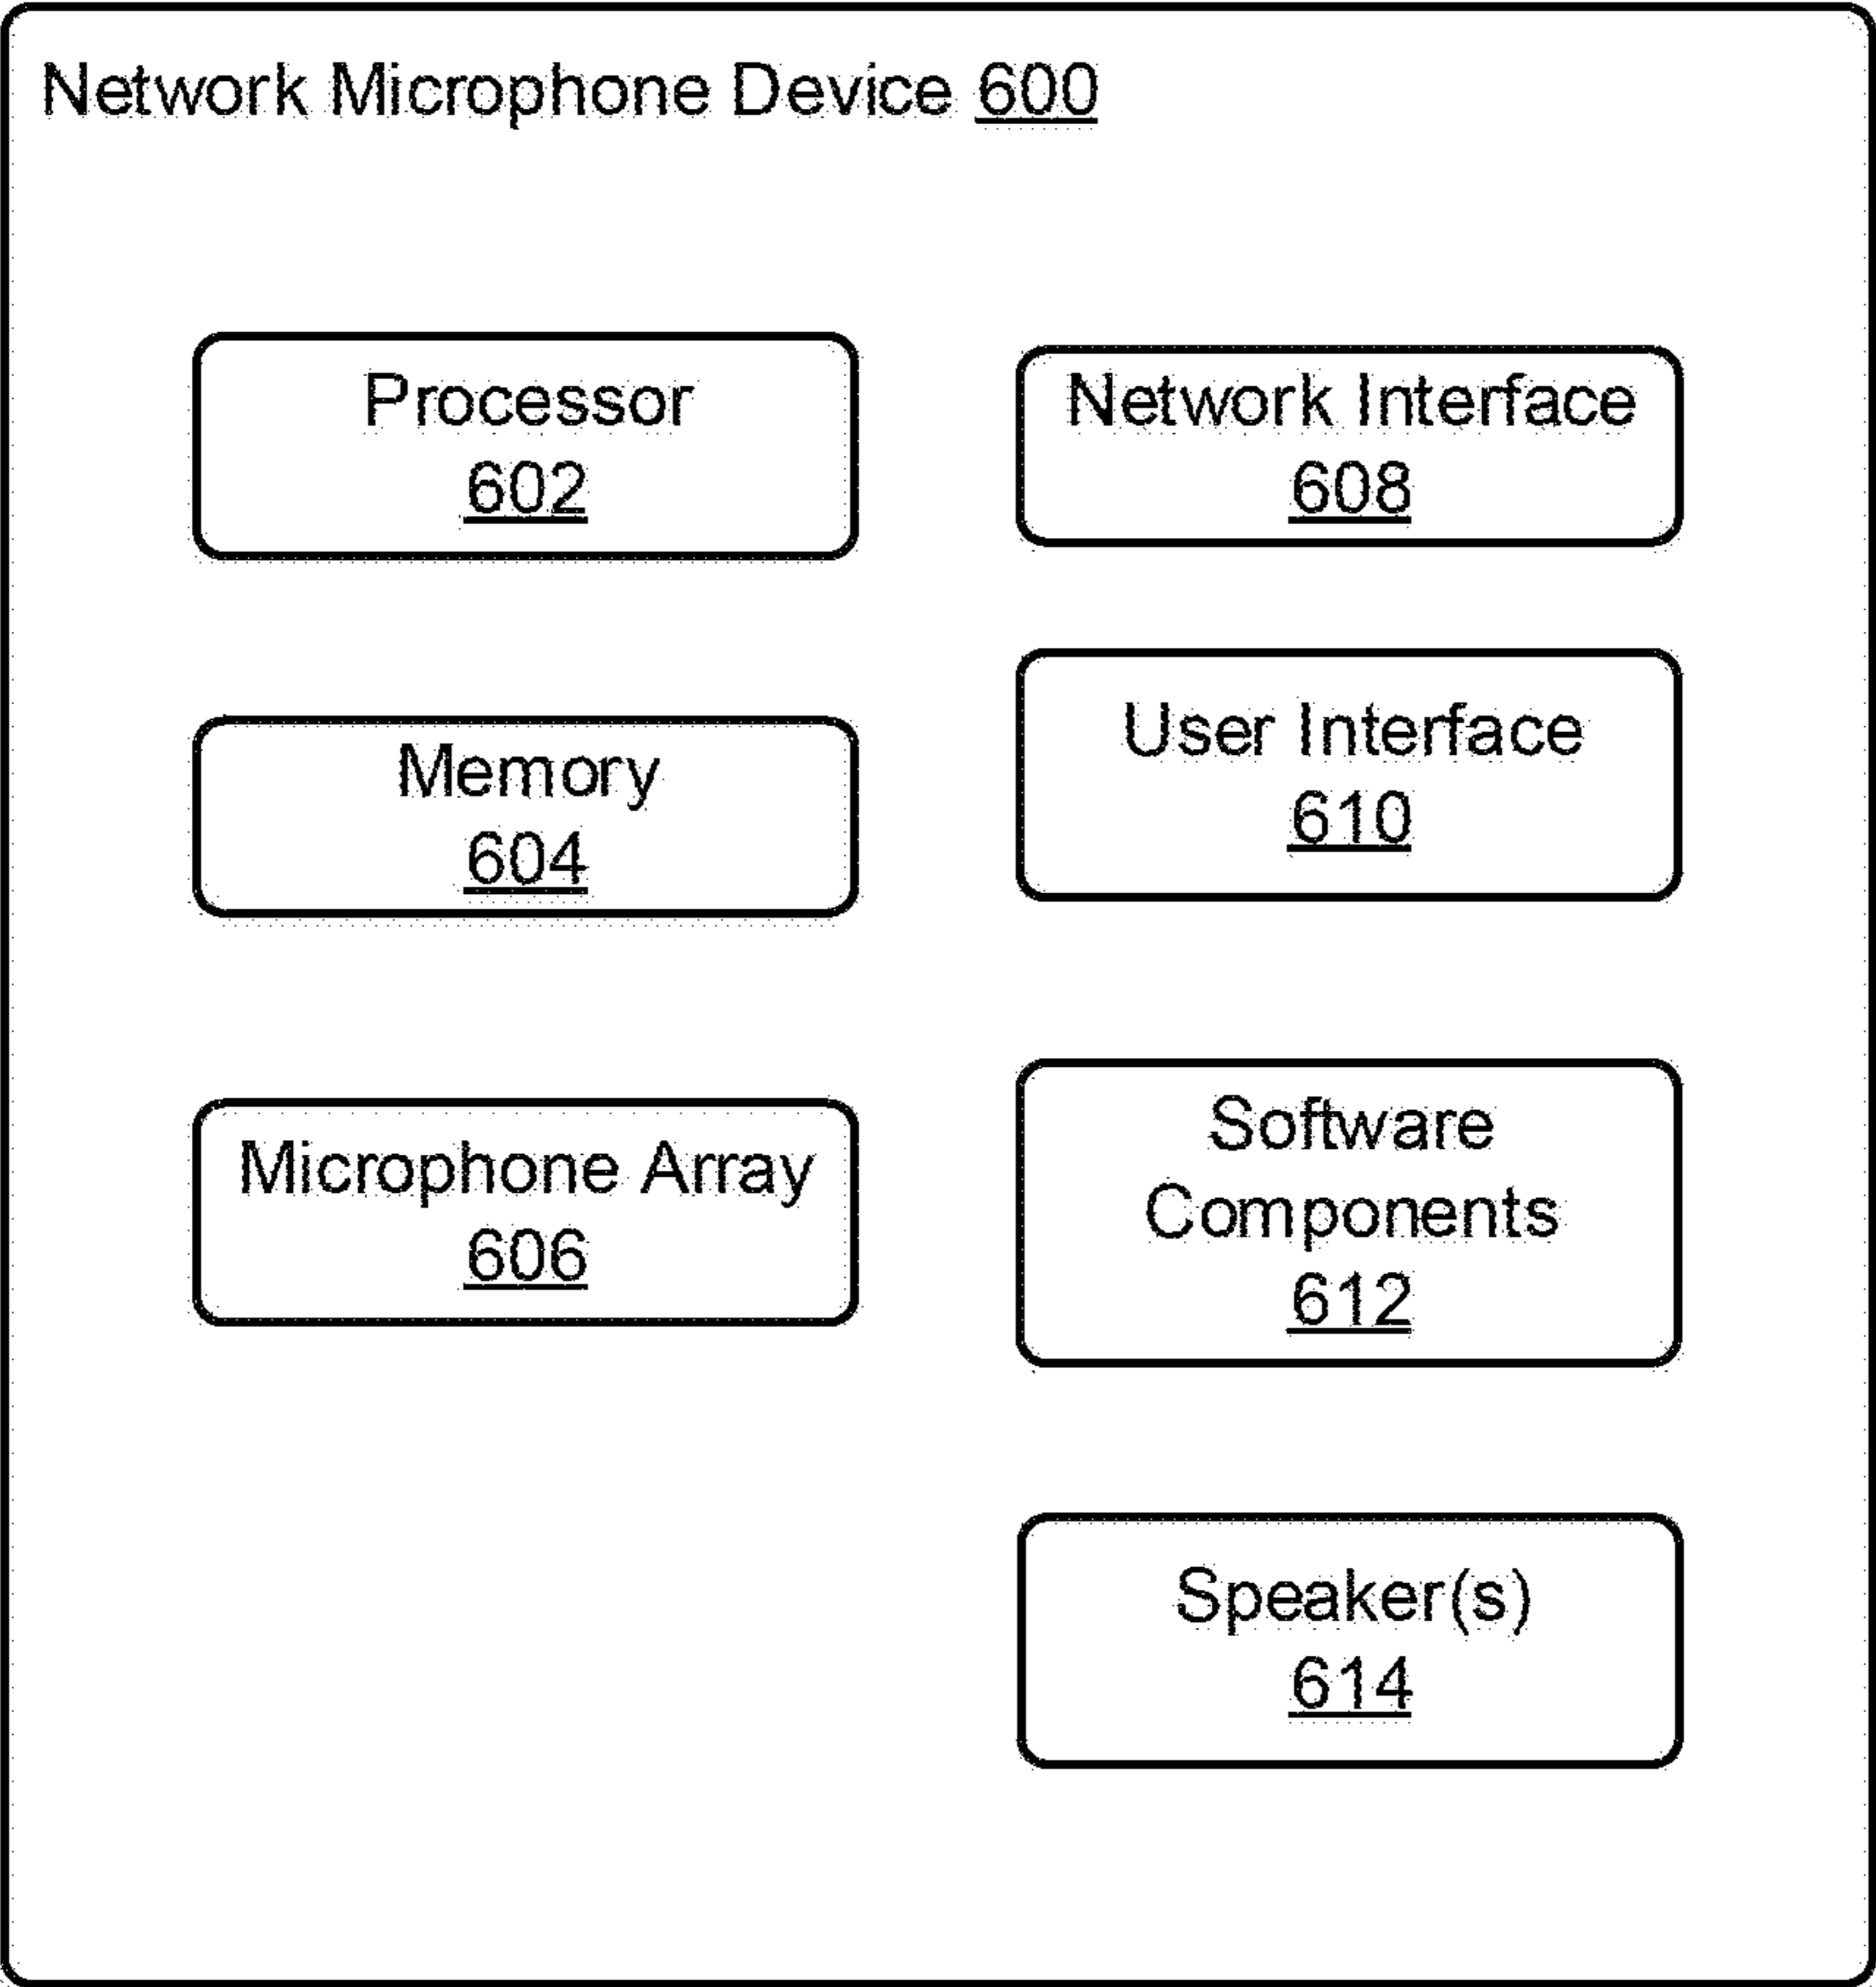 Network Microphone Device 600
Processor
602
Memory
604
Microphone Array
606
Network Interface
608
User Interface
610
Software
Components
612
Speaker(s)
614